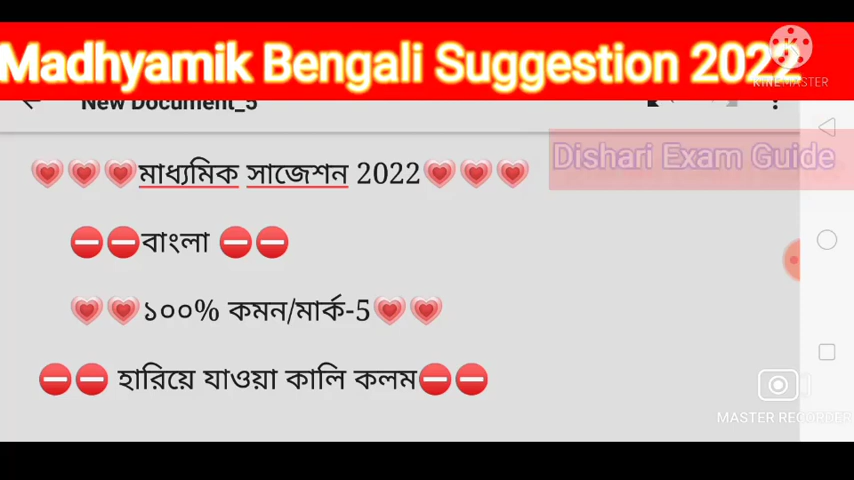 Madhyamik Bengali Suggestion 2022
KINEMASTER
New Document_5
Dishari Exam Guide
💗💗💗মাধ্যমিক সাজেশন 2022💗💗💗
⛔⛔বাংলা ⛔⛔
💗💗১০০% কমন/মার্ক-5💗💗
⛔⛔ হারিয়ে যাওয়া কালি কলম⛔⛔
MASTER RECORDER